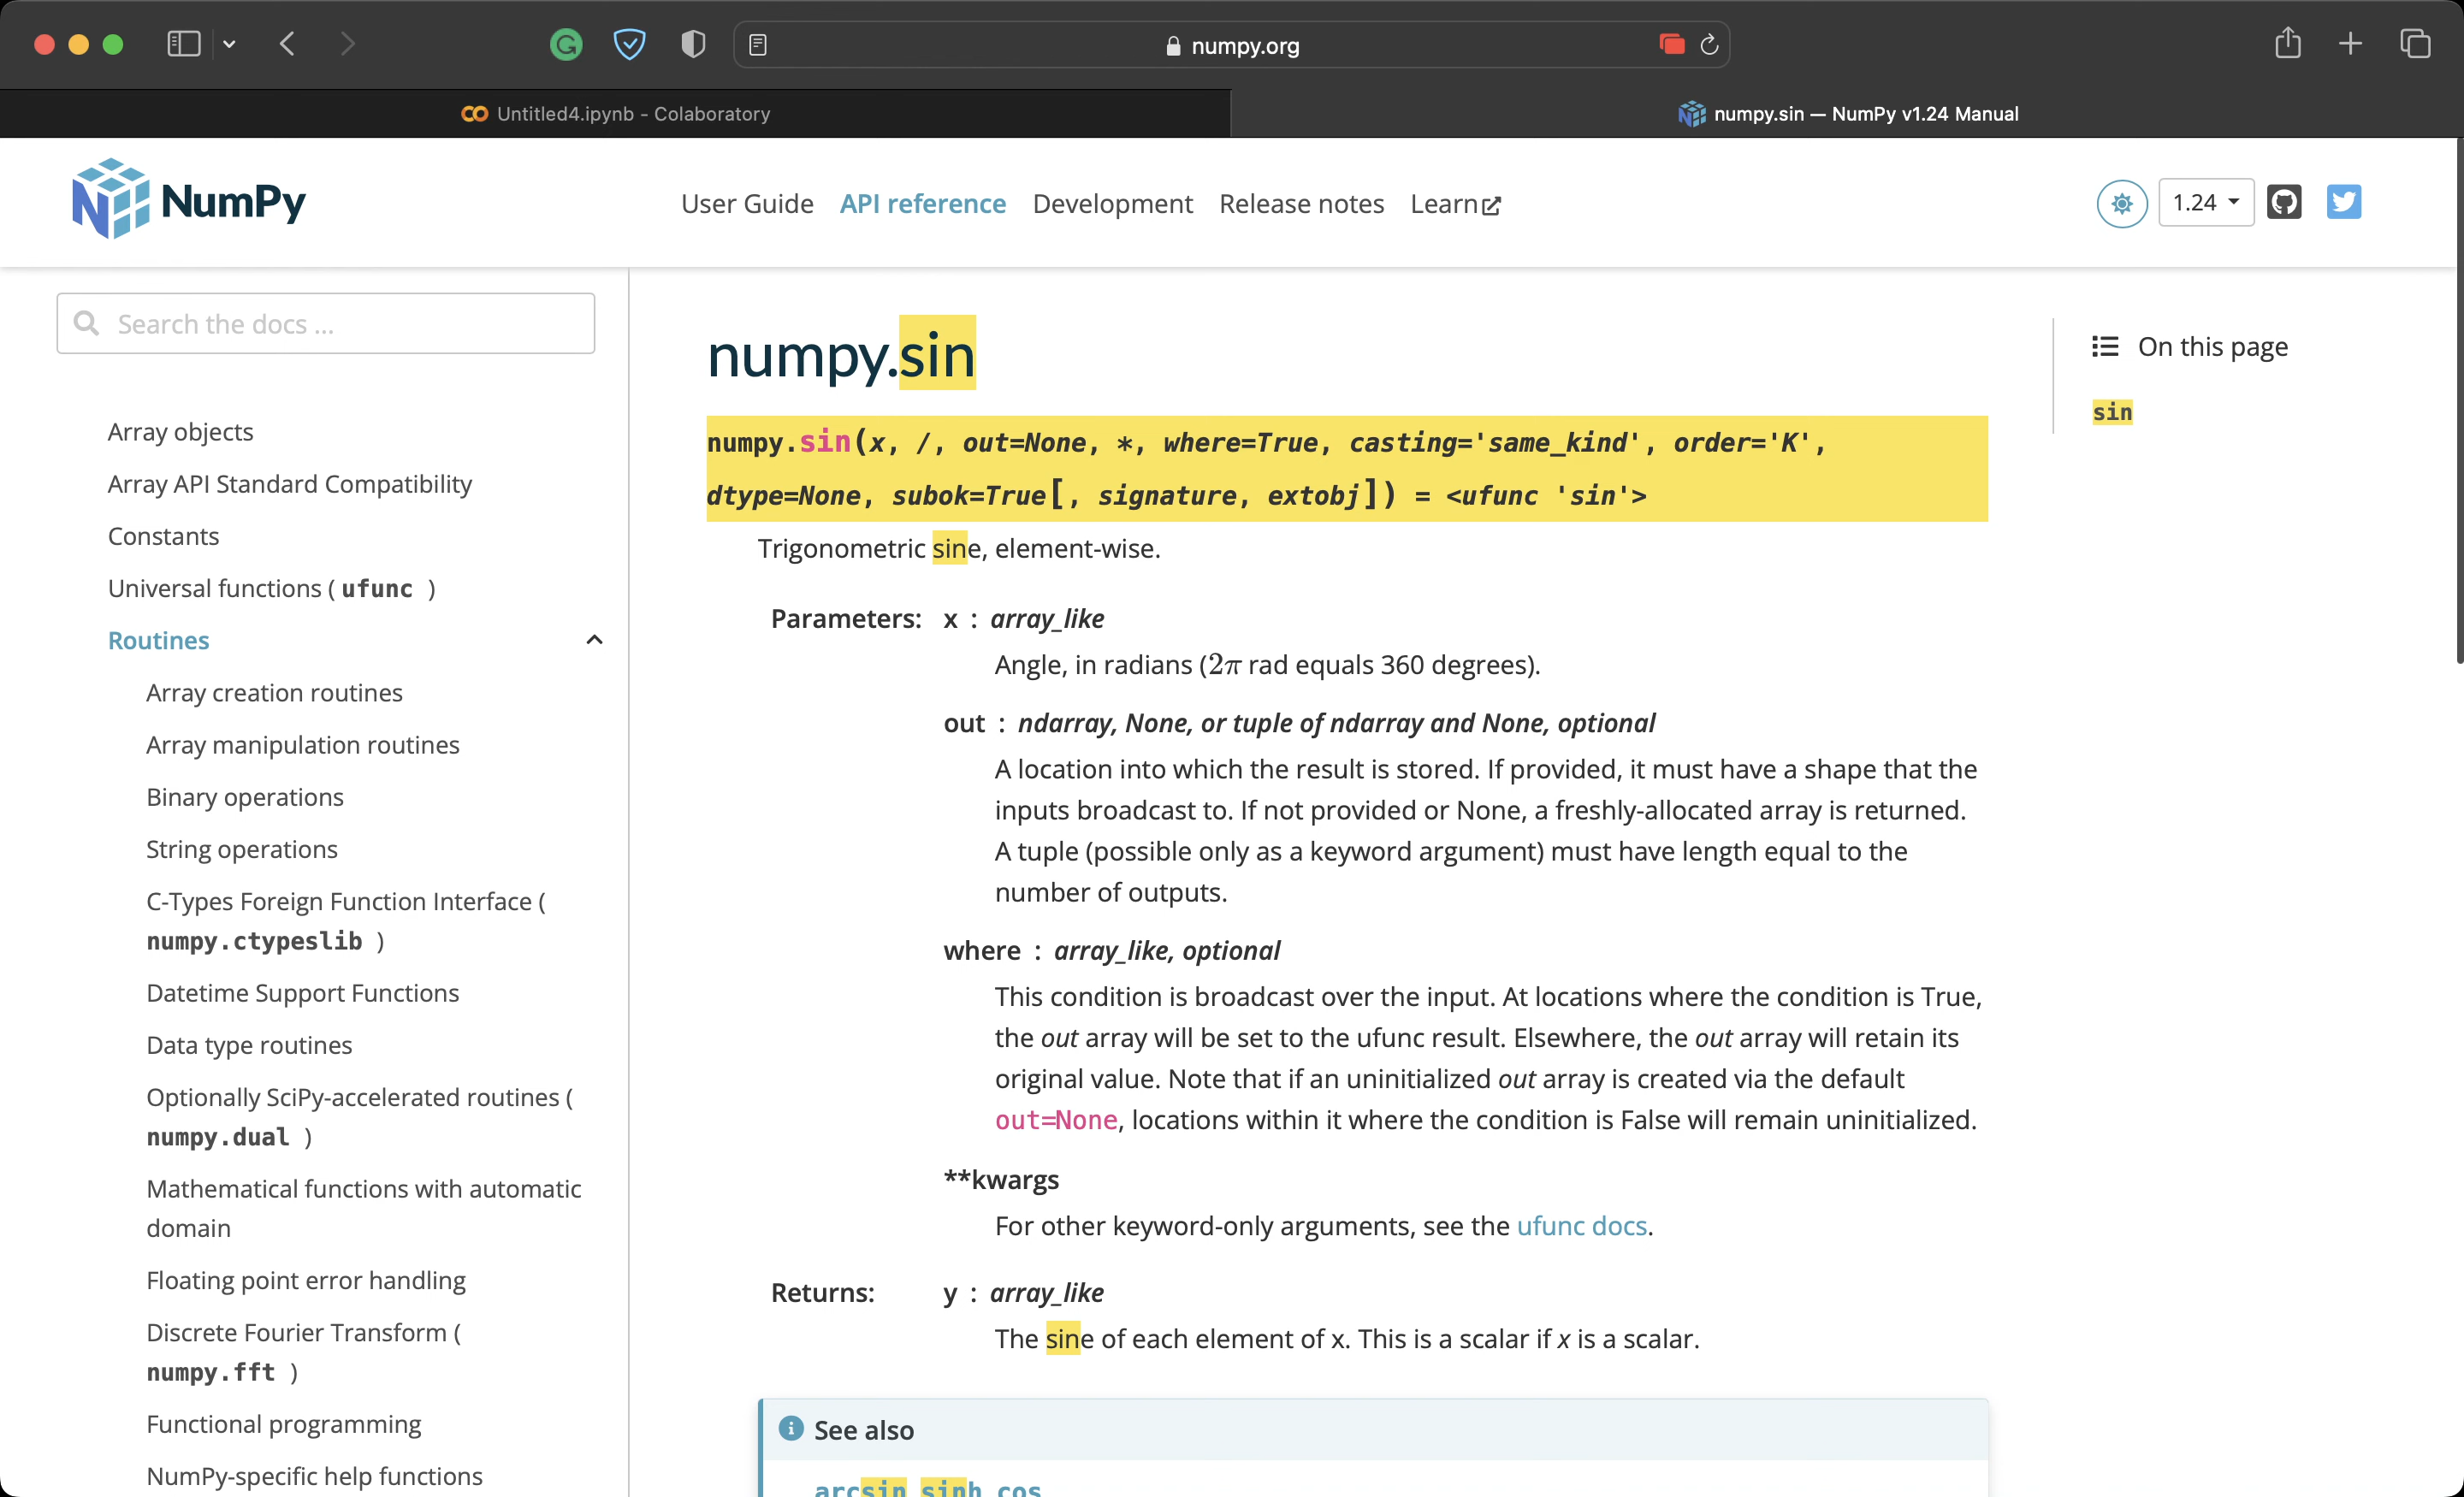 numpy.org
Untitled4.ipynb - Colaboratory
numpy.sin — NumPy v1.24 Manual
NumPy
User Guide API reference Development Release notes Learn
1.24
Search the docs ...
Array objects
Array API Standard Compatibility
Constants
Universal functions ( ufunc )
Routines
Array creation routines
Array manipulation routines
Binary operations
String operations
C-Types Foreign Function Interface (
numpy.ctypeslib )
Datetime Support Functions
Data type routines
Optionally SciPy-accelerated routines (
numpy.dual )
Mathematical functions with automatic
domain
Floating point error handling
Discrete Fourier Transform (
numpy.fft )
Functional programming
NumPy-specific help functions
numpy.sin
numpy.sin(x, /, out=None, *, where=True, casting='same_kind', order='K',
dtype=None, subok=True[, signature, extobj]) = <ufunc 'sin'>
Trigonometric sine, element-wise.
Parameters: x : array_like
Angle, in radians (2π rad equals 360 degrees).
out : ndarray, None, or tuple of ndarray and None, optional
A location into which the result is stored. If provided, it must have a shape that the
inputs broadcast to. If not provided or None, a freshly-allocated array is returned.
A tuple (possible only as a keyword argument) must have length equal to the
number of outputs.
where : array_like, optional
This condition is broadcast over the input. At locations where the condition is True,
the out array will be set to the ufunc result. Elsewhere, the out array will retain its
original value. Note that if an uninitialized out array is created via the default
out=None, locations within it where the condition is False will remain uninitialized.
**kwargs
For other keyword-only arguments, see the ufunc docs.
Returns: y : array_like
The sine of each element of x. This is a scalar if x is a scalar.
See also
arcsin sinh cos
On this page
sin